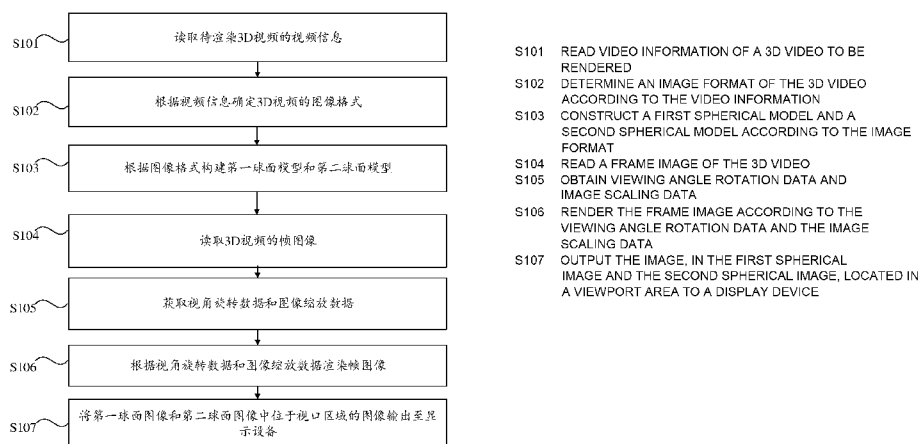 S101
读取待渲染3D视频的视频信息
S102
根据视频信息确定3D视频的图像格式
S103
根据图像格式构建第一球面模型和第二球面模型
S104
读取3D视频的帧图像
S105
获取视角旋转数据和图像缩放数据
S106
根据视角旋转数据和图像缩放数据渲染帧图像
S107
将第一球面图像和第二球面图像中位于视口区域的图像输出至显
示设备
S101 READ VIDEO INFORMATION OF A 3D VIDEO TO BE
RENDERED
S102 DETERMINE AN IMAGE FORMAT OF THE 3D VIDEO
ACCORDING TO THE VIDEO INFORMATION
S103 CONSTRUCT A FIRST SPHERICAL MODEL AND A
SECOND SPHERICAL MODEL ACCORDING TO THE IMAGE
FORMAT
S104 READ A FRAME IMAGE OF THE 3D VIDEO
S105 OBTAIN VIEWING ANGLE ROTATION DATA AND
IMAGE SCALING DATA
S106 RENDER THE FRAME IMAGE ACCORDING TO THE
VIEWING ANGLE ROTATION DATA AND THE IMAGE
SCALING DATA
S107 OUTPUT THE IMAGE, IN THE FIRST SPHERICAL
IMAGE AND THE SECOND SPHERICAL IMAGE, LOCATED IN
A VIEWPORT AREA TO A DISPLAY DEVICE